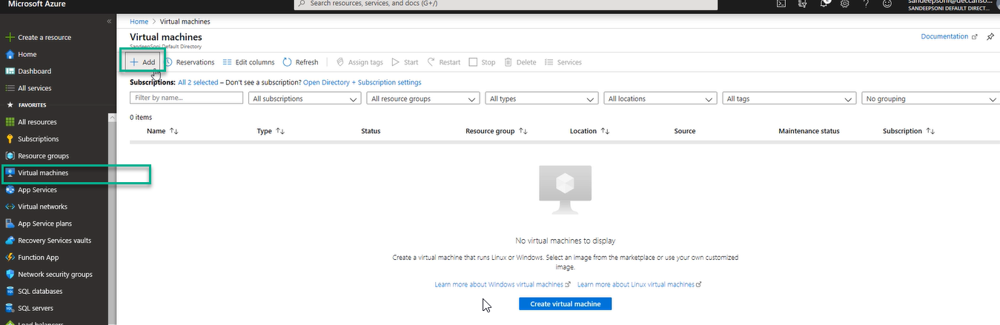 Microsoft Azure
Search resources, services, and docs (G+/)
sandeepsoni@deccanso...
SANDEEPSONI DEFAULT DIRECT...
«
Create a resource
Home
Dashboard
All services
FAVORITES
All resources
Subscriptions
Resource groups
Virtual machines
App Services
Virtual networks
App Service plans
Recovery Services vaults
Function App
Network security groups
SQL databases
SQL servers
Load balancers
Home > Virtual machines
Virtual machines
SandeepSoni Default Directory
Documentation
Add Reservations Edit columns Refresh Assign tags Start Restart Stop Delete Services
Subscriptions: All 2 selected – Don't see a subscription? Open Directory + Subscription settings
Filter by name... All subscriptions All resource groups All types All locations All tags No grouping
0 items
Name Type Status Resource group Location Source Maintenance status Subscription
No virtual machines to display
Create a virtual machine that runs Linux or Windows. Select an image from the marketplace or use your own customized
image.
Learn more about Windows virtual machines Learn more about Linux virtual machines
Create virtual machine